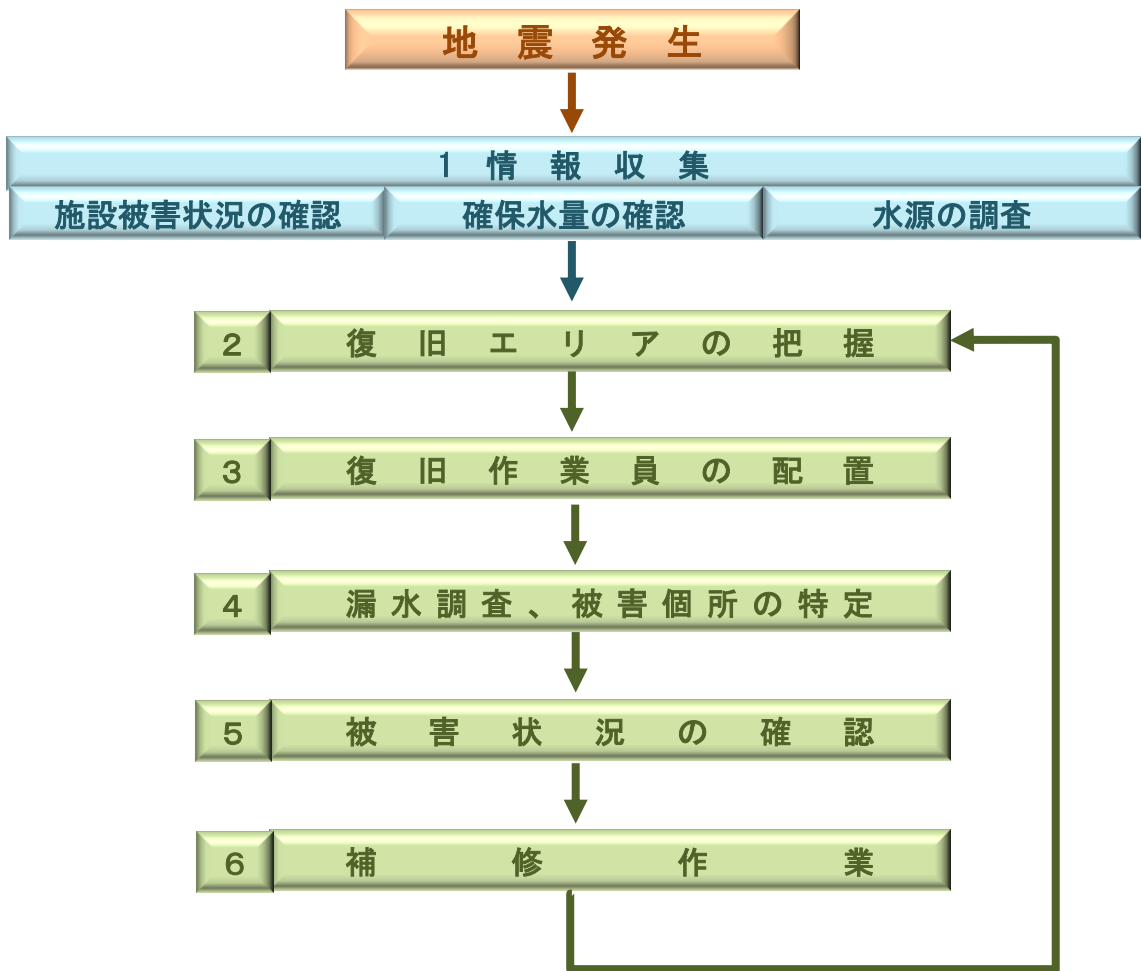 地震発生
1 情報収集
施設被害状況の確認 確保水量の確認 水源の調査
2 復旧エリアの把握
3 復旧作業員の配置
4 漏水調査、被害個所の特定
5 被害状況の確認
6 補修作業